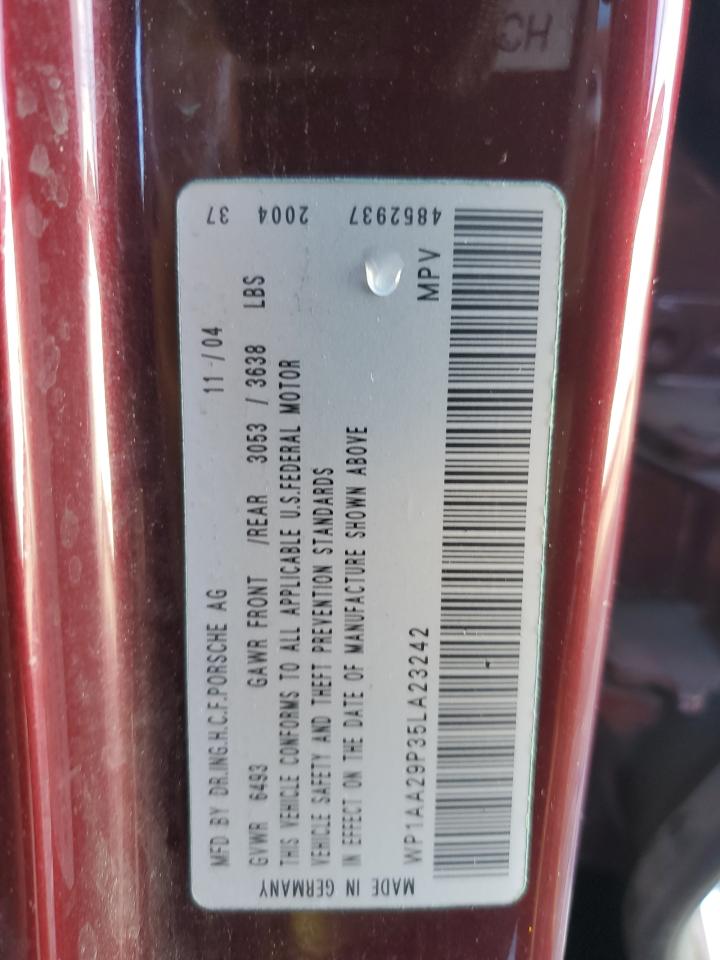 MFD BY DR.ING.H.C.F.PORSCHE AG 11/04
GVWR 6493 GAWR FRONT /REAR 3053 / 3638 LBS
THIS VEHICLE CONFORMS TO ALL APPLICABLE U.S.FEDERAL MOTOR
VEHICLE SAFETY AND THEFT PREVENTION STANDARDS
IN EFFECT ON THE DATE OF MANUFACTURE SHOWN ABOVE
WP1AA29P35LA23242 MPV
MADE IN GERMANY
4852937 2004 37
CH